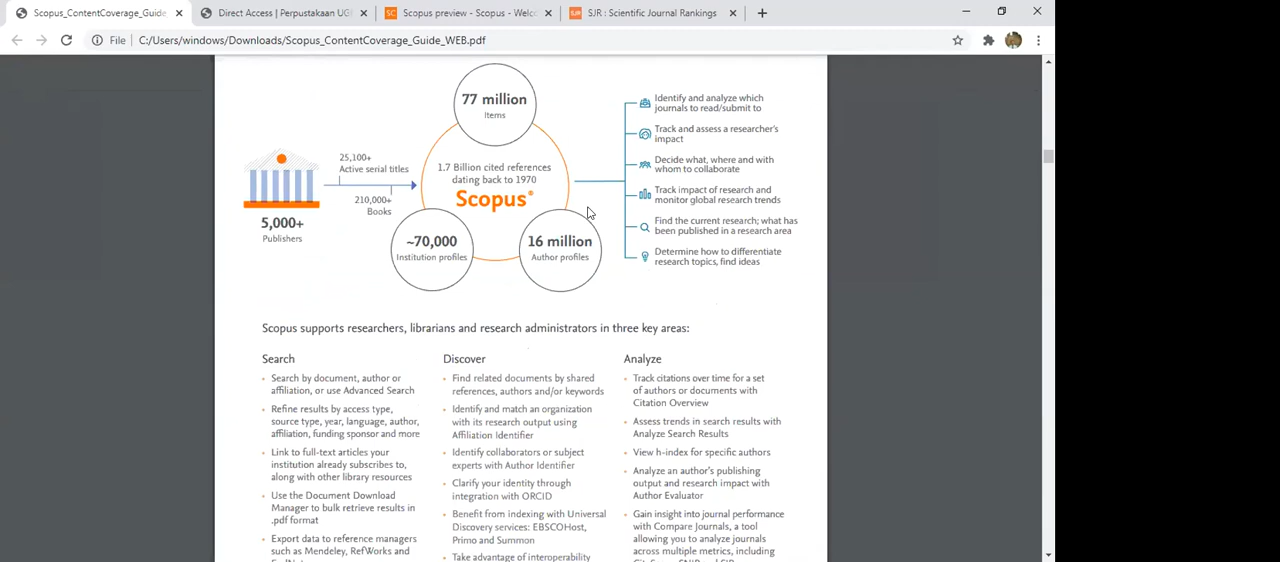 Scopus_ContentCoverage_Guide
Direct Access | Perpustakaan UG
SC Scopus preview - Scopus - Welc
SJR SJR : Scientific Journal Rankings
File C:/Users/windows/Downloads/Scopus_ContentCoverage_Guide_WEB.pdf
77 million
Items
25,100+
Active serial titles
210,000+
Books
5,000+
Publishers
1.7 Billion cited references
dating back to 1970
Scopus®
~70,000
Institution profiles
16 million
Author profiles
Identify and analyze which
journals to read/submit to
Track and assess a researcher's
impact
Decide what, where and with
whom to collaborate
Track impact of research and
monitor global research trends
Find the current research; what has
been published in a research area
Determine how to differentiate
research topics, find ideas
Scopus supports researchers, librarians and research administrators in three key areas:
Search
Search by document, author or
affiliation, or use Advanced Search
Refine results by access type,
source type, year, language, author,
affiliation, funding sponsor and more
Link to full-text articles your
institution already subscribes to,
along with other library resources
Use the Document Download
Manager to bulk retrieve results in
.pdf format
Export data to reference managers
such as Mendeley, RefWorks and
Discover
Find related documents by shared
references, authors and/or keywords
Identify and match an organization
with its research output using
Affiliation Identifier
Identify collaborators or subject
experts with Author Identifier
Clarify your identity through
integration with ORCID
Benefit from indexing with Universal
Discovery services: EBSCOHost,
Primo and Summon
Take advantage of interoperability
Analyze
Track citations over time for a set
of authors or documents with
Citation Overview
Assess trends in search results with
Analyze Search Results
View h-index for specific authors
Analyze an author's publishing
output and research impact with
Author Evaluator
Gain insight into journal performance
with Compare Journals, a tool
allowing you to analyze journals
across multiple metrics, including